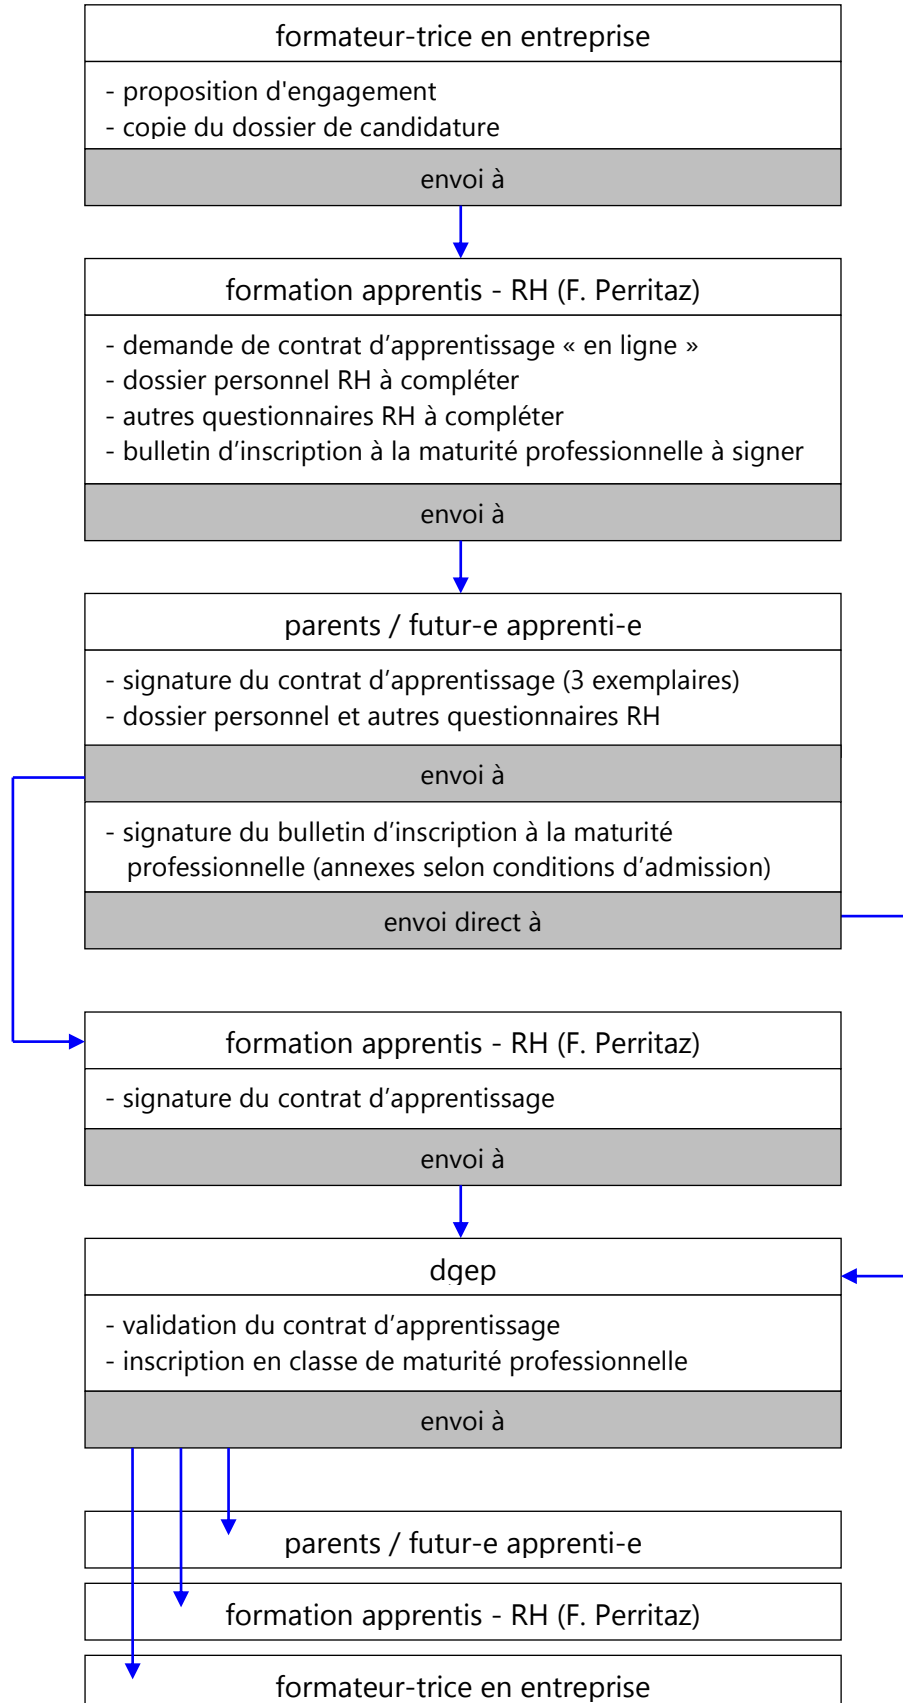 formateur-trice en entreprise
- proposition d'engagement
- copie du dossier de candidature
envoi à
formation apprentis - RH (F. Perritaz)
- demande de contrat d’apprentissage « en ligne »
- dossier personnel RH à compléter
- autres questionnaires RH à compléter
- bulletin d’inscription à la maturité professionnelle à signer
envoi à
parents / futur-e apprenti-e
- signature du contrat d’apprentissage (3 exemplaires)
- dossier personnel et autres questionnaires RH
envoi à
- signature du bulletin d’inscription à la maturité
professionnelle (annexes selon conditions d’admission)
envoi direct à
formation apprentis - RH (F. Perritaz)
- signature du contrat d’apprentissage
envoi à
dgep
- validation du contrat d’apprentissage
- inscription en classe de maturité professionnelle
envoi à
parents / futur-e apprenti-e
formation apprentis - RH (F. Perritaz)
formateur-trice en entreprise